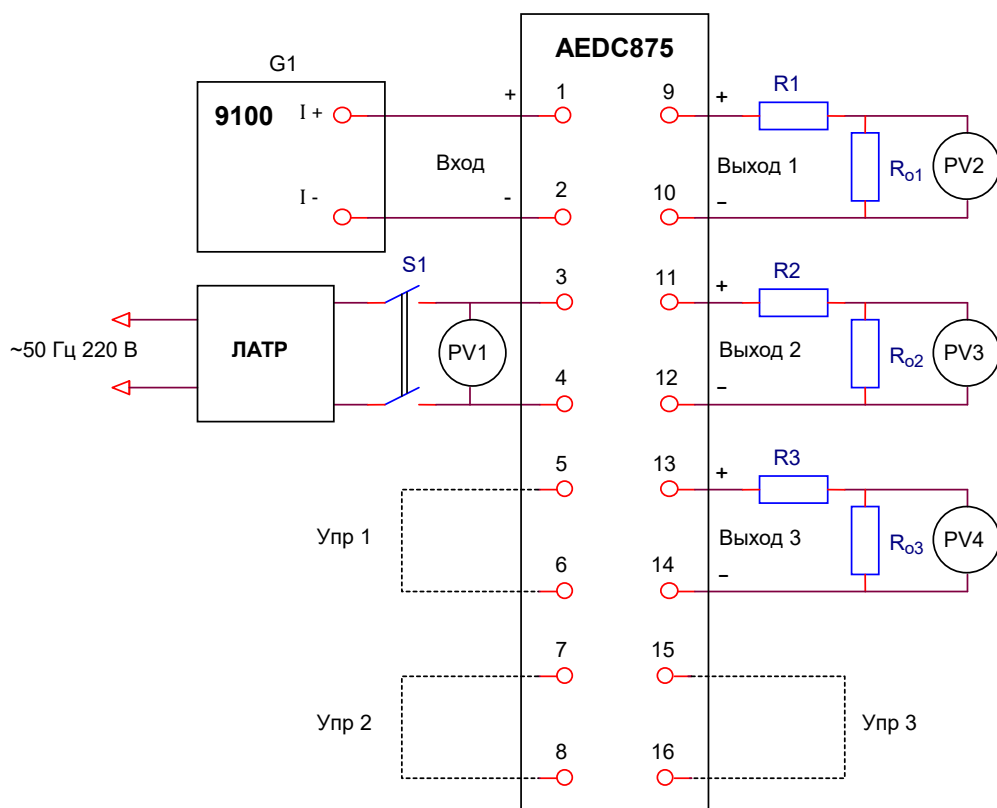 AEDC875
G1
9100
I +
I -
+
Вход
-
1
2
3
4
5
6
7
8
9
10
11
12
13
14
15
16
~50 Гц 220 В
ЛАТР
S1
PV1
Упр 1
Упр 2
+
R1
Выход 1
Ro1
PV2
–
+
R2
Выход 2
Ro2
PV3
–
+
R3
Выход 3
Ro3
PV4
–
Упр 3